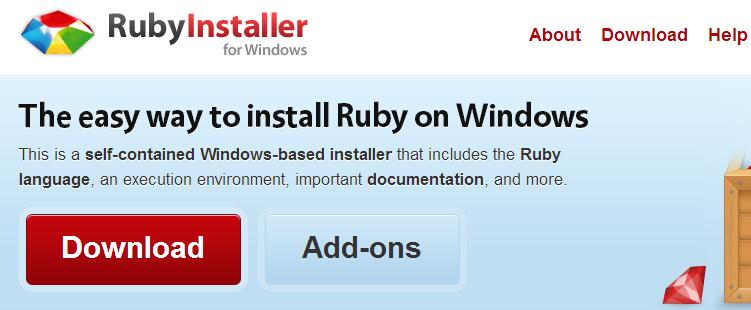 RubyInstaller
for Windows
About Download Help
The easy way to install Ruby on Windows
This is a self-contained Windows-based installer that includes the Ruby
language, an execution environment, important documentation, and more.
Download Add-ons